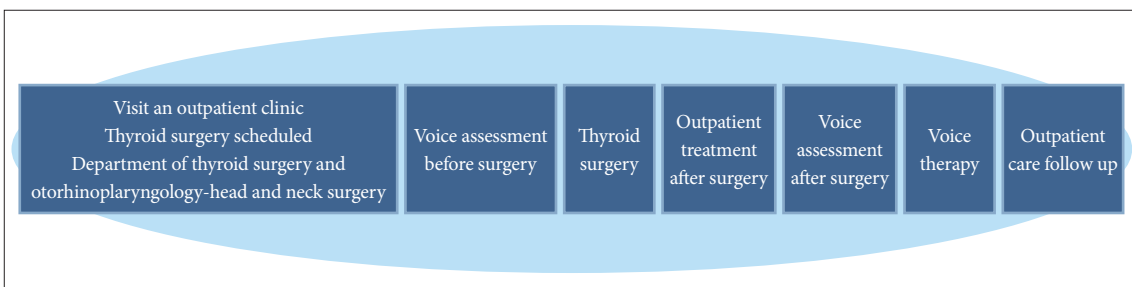 Visit an outpatient clinic
Thyroid surgery scheduled
Department of thyroid surgery and
otorhinoplaryngology-head and neck surgery
Voice assessment
before surgery
Thyroid
surgery
Outpatient
treatment
after surgery
Voice
assessment
after surgery
Voice
therapy
Outpatient
care follow up